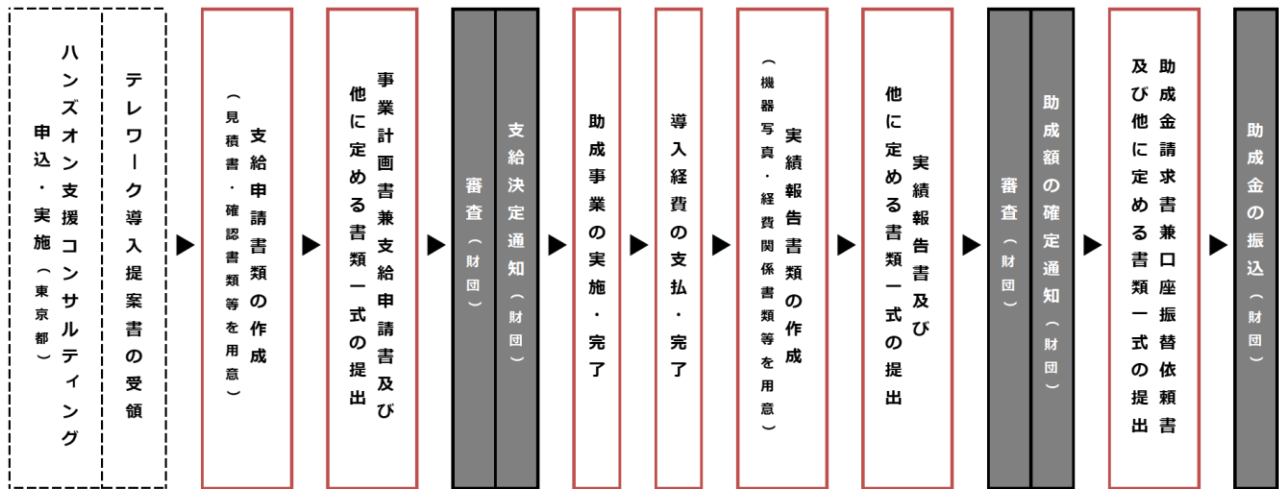 ハンズオン支援コンサルティング
申込・実施（東京都）
テレワーク導入提案書の受領
支給申請書類の作成
（見積書・確認書類等を用意）
事業計画書兼支給申請書及び
他に定める書類一式の提出
審査（財団）
支給決定通知（財団）
助成事業の実施・完了
導入経費の支払・完了
実績報告書類の作成
（機器写真・経費関係書類等を用意）
実績報告書及び
他に定める書類一式の提出
審査（財団）
助成額の確定通知（財団）
助成金請求書兼口座振替依頼書
及び他に定める書類一式の提出
助成金の振込（財団）